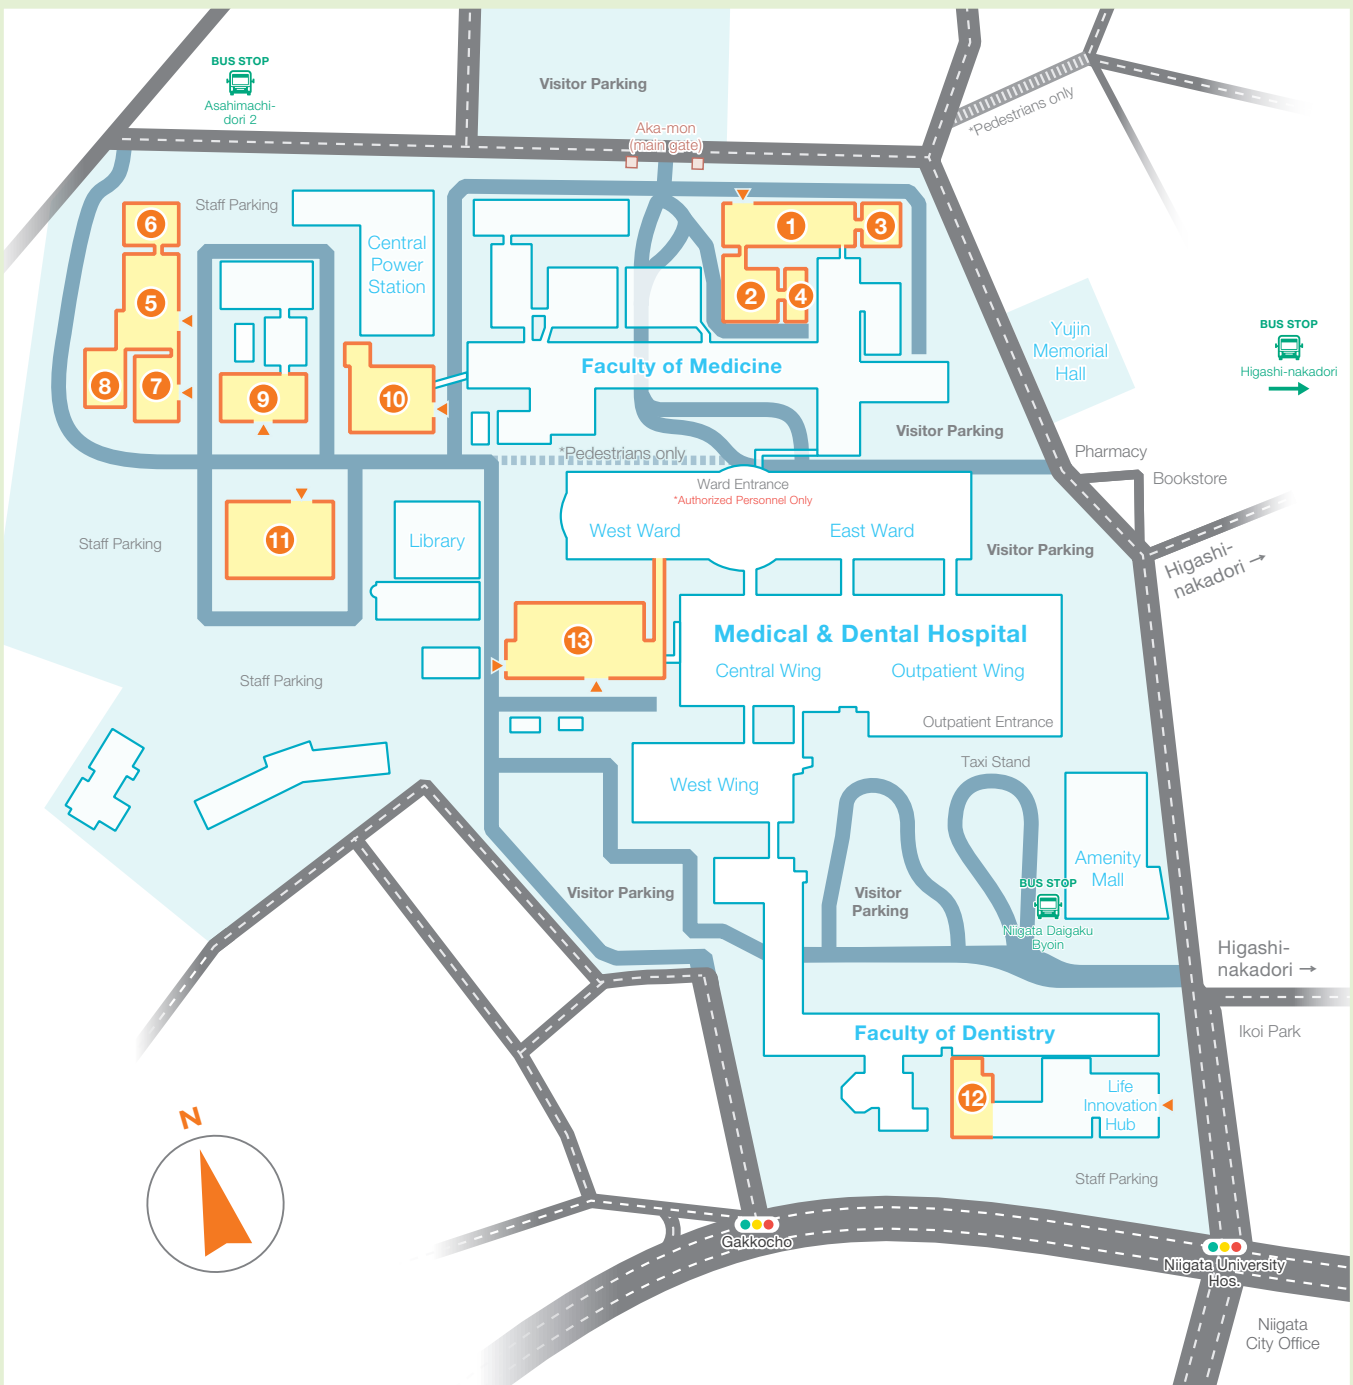 BUS STOP
Asahimachi-
dori 2
Visitor Parking
Aka-mon
(main gate)
*Pedestrians only
Staff Parking
Central
Power
Station
6
5
8
7
9
10
1
3
2
4
Faculty of Medicine
Yujin
Memorial
Hall
BUS STOP
Higashi-nakadori
Visitor Parking
Pharmacy
Bookstore
*Pedestrians only
Ward Entrance
*Authorized Personnel Only
West Ward
East Ward
Visitor Parking
Higashi-
nakadori →
Staff Parking
11
Library
13
Medical & Dental Hospital
Central Wing
Outpatient Wing
Outpatient Entrance
Staff Parking
Taxi Stand
West Wing
Amenity
Mall
Visitor Parking
Visitor
Parking
BUS STOP
Niigata Daigaku
Byoin
Higashi-
nakadori →
Faculty of Dentistry
Ikoi Park
12
Life
Innovation
Hub
N
Staff Parking
Gakkocho
Niigata University
Hos.
Niigata
City Office